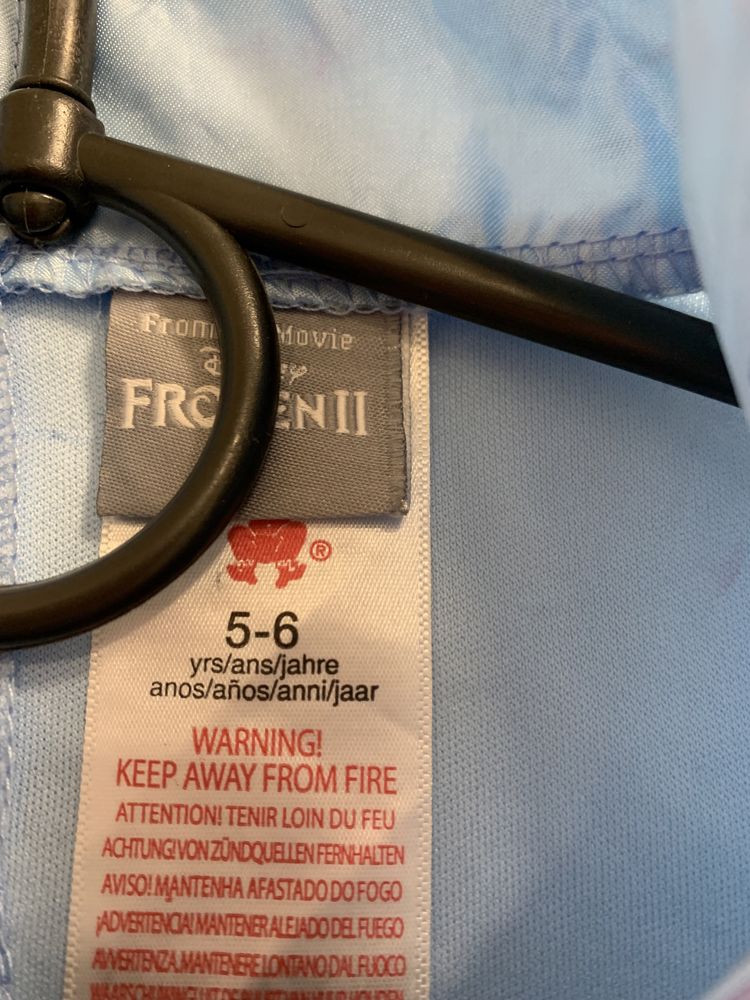 From Movie
FROZEN II
®
5-6
yrs/ans/jahre
anos/años/anni/jaar
WARNING!
KEEP AWAY FROM FIRE
ATTENTION! TENIR LOIN DU FEU
ACHTUNG! VON ZÜNDQUELLEN FERNHALTEN
AVISO! MANTENHA AFASTADO DO FOGO
¡ADVERTENCIA! MANTENER ALEJADO DEL FUEGO
AVVERTENZA. MANTENERE LONTANO DAL FUOCO